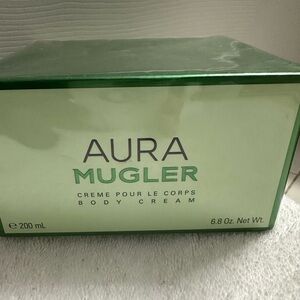 AURA
MUGLER
CREME POUR LE CORPS
BODY CREAM
℮ 200 mL 6.8 Oz. Net Wt.